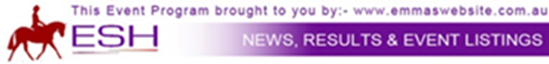 This Event Program brought to you by:- www.emmaswebsite.com.au
ESH
NEWS, RESULTS & EVENT LISTINGS